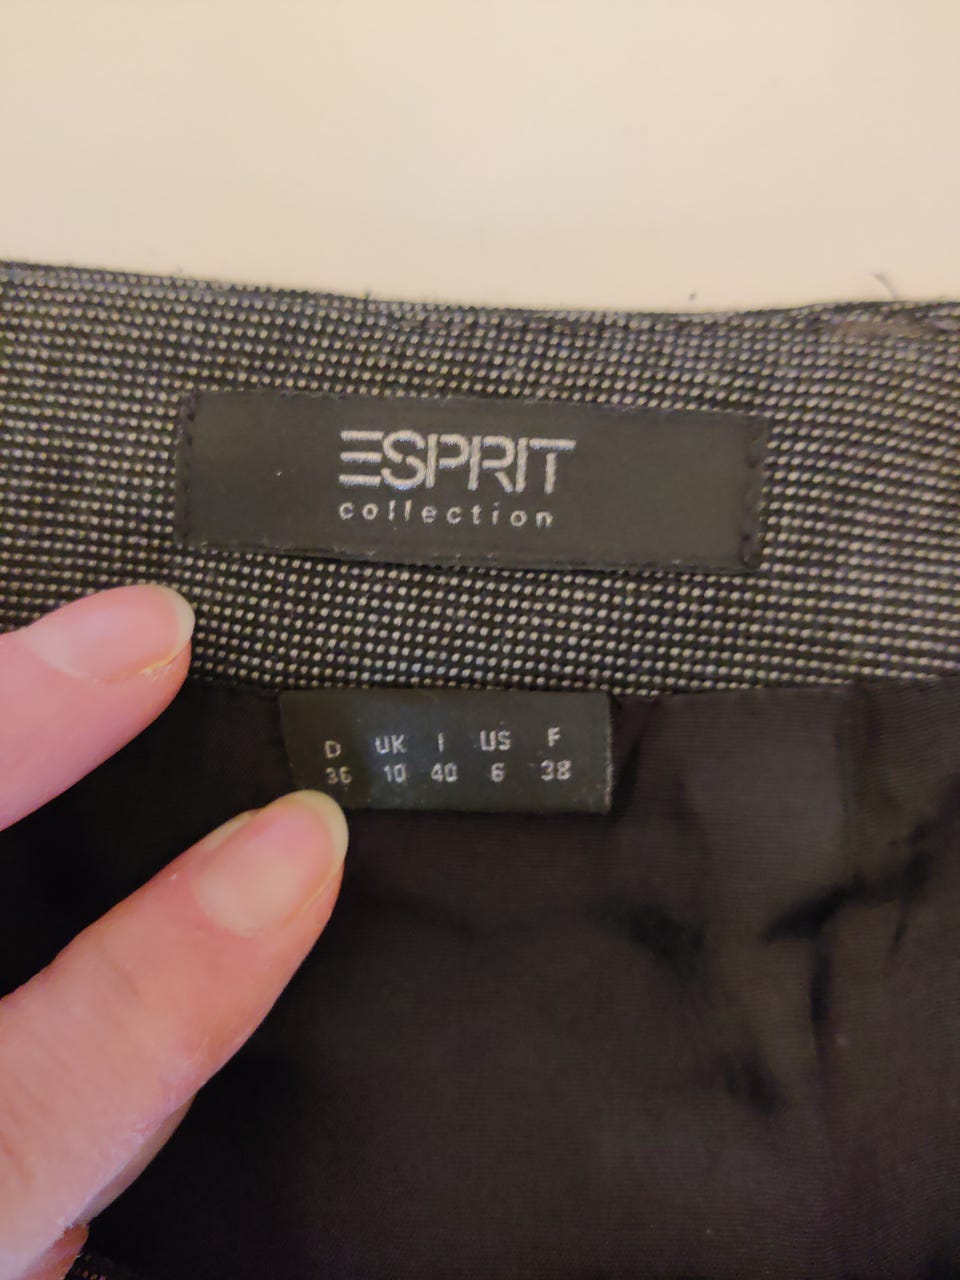 ESPRIT
collection
D UK I US F
36 10 40 6 38